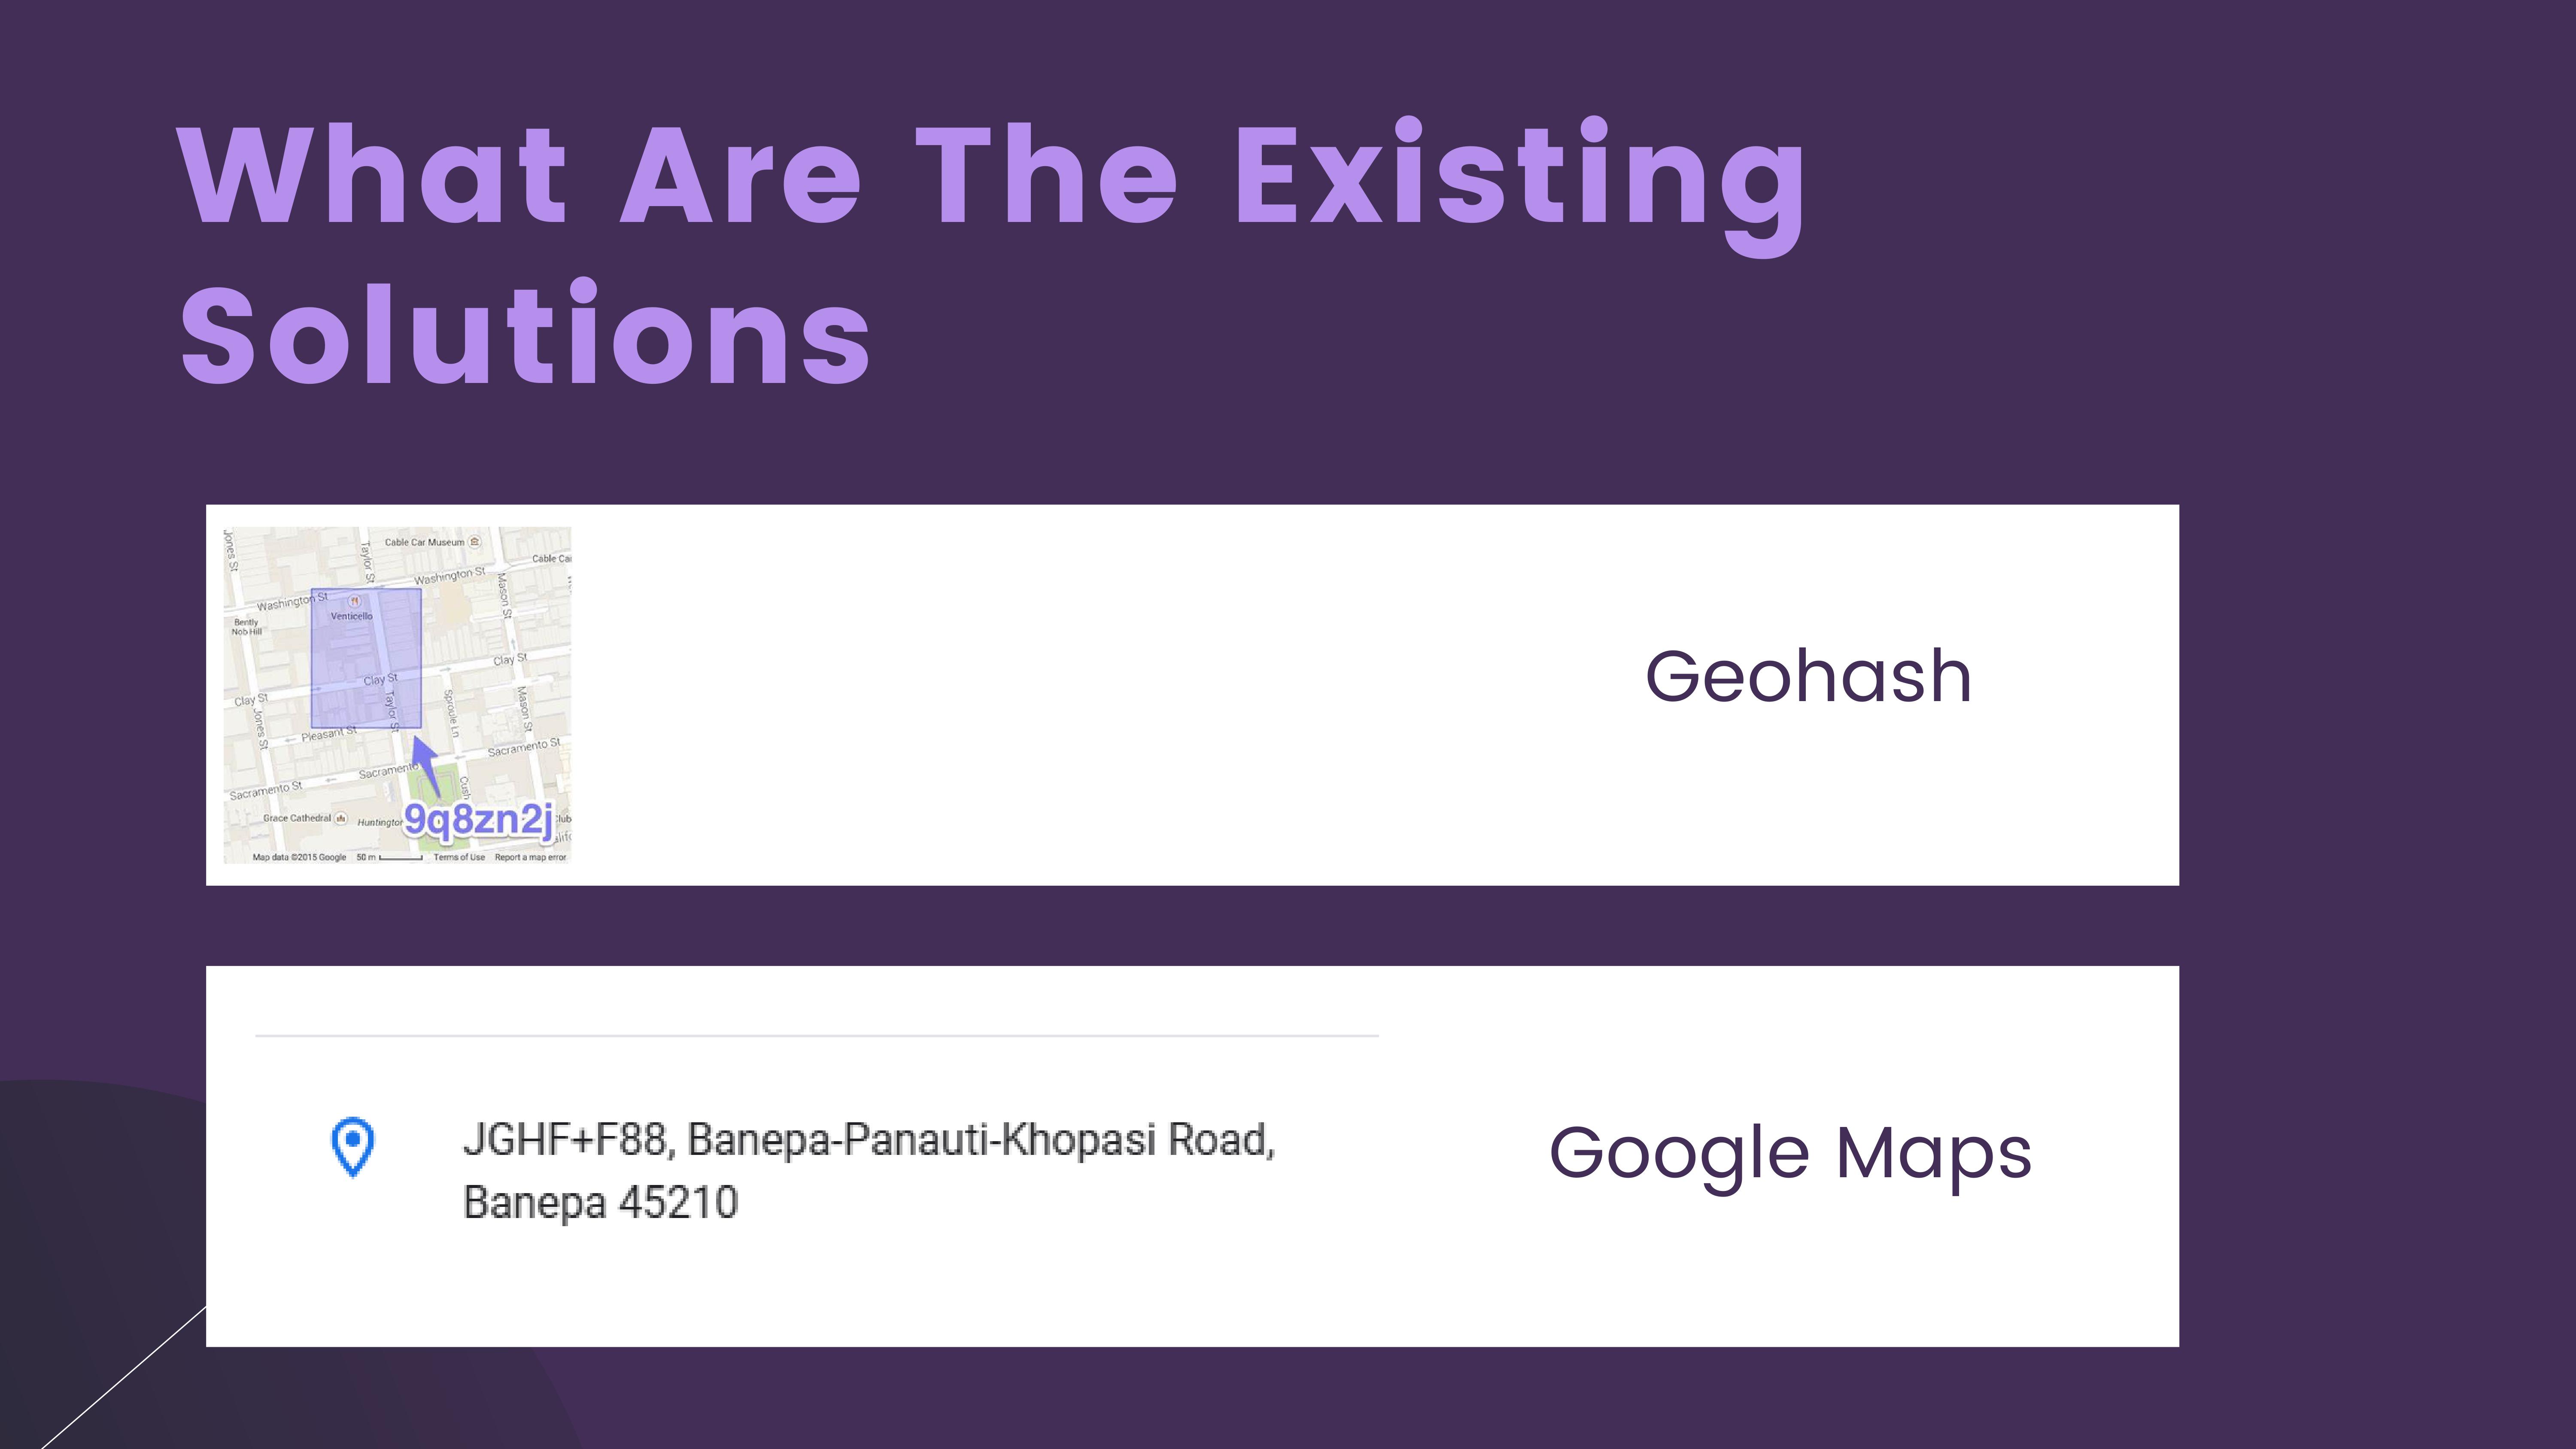 What Are The Existing
Solutions
Jones St
Taylor St
Cable Car Museum
Cable Ca
Washington St
Mason St
Washington St
Venticello
Bently
Nob Hill
Clay St
Clay St
Clay St
Jones St
Taylor St
Sproule Ln
Mason St
Pleasant St
Sacramento St
Sacramento
Sacramento St
Cush
Grace Cathedral
Huntington
9q8zn2j
lub
Map data ©2015 Google 50 m Terms of Use Report a map error
Geohash
JGHF+F88, Banepa-Panauti-Khopasi Road,
Banepa 45210
Google Maps